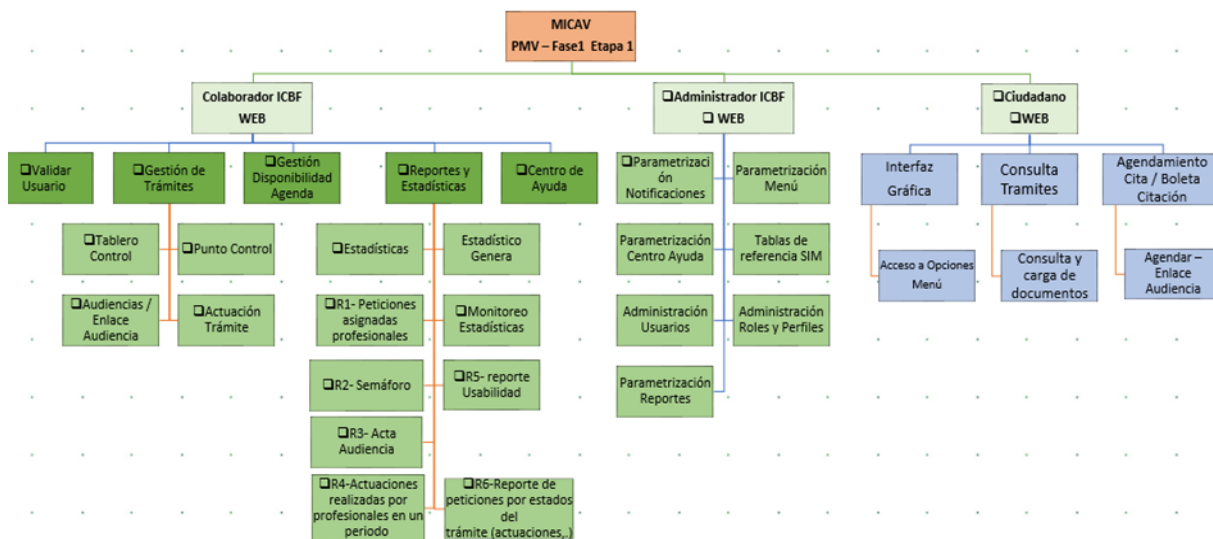 MICAV
PMV – Fase1 Etapa 1
Colaborador ICBF
WEB
❑Administrador ICBF
❑ WEB
❑Ciudadano
❑WEB
❑Validar
Usuario
❑Gestión de
Trámites
❑Gestión
Disponibilidad
Agenda
❑Reportes y
Estadísticas
❑Centro de
Ayuda
❑Parametrizaci
ón
Notificaciones
Parametrización
Menú
Interfaz
Gráfica
Consulta
Tramites
Agendamiento
Cita / Boleta
Citación
❑Tablero
Control
❑Punto Control
❑Estadísticas
Estadístico
Genera
Parametrización
Centro Ayuda
Tablas de
referencia SIM
Acceso a Opciones
Menú
Consulta y
carga de
documentos
Agendar –
Enlace
Audiencia
❑Audiencias /
Enlace
Audiencia
❑Actuación
Trámite
❑R1- Peticiones
asignadas
profesionales
❑Monitoreo
Estadísticas
Administración
Usuarios
Administración
Roles y Perfiles
❑R2- Semáforo
❑R5- reporte
Usabilidad
Parametrización
Reportes
❑R3- Acta
Audiencia
❑R4-Actuaciones
realizadas por
profesionales en un
periodo
❑R6-Reporte de
peticiones por estados
del
trámite (actuaciones,.)